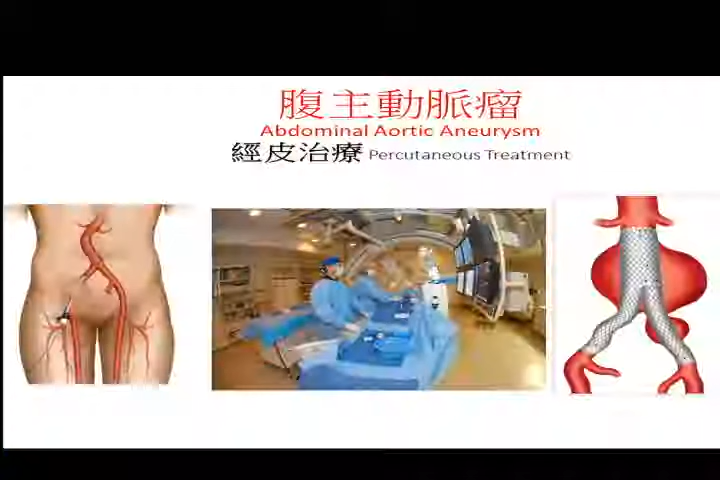 腹主動脈瘤
Abdominal Aortic Aneurysm
經皮治療 Percutaneous Treatment